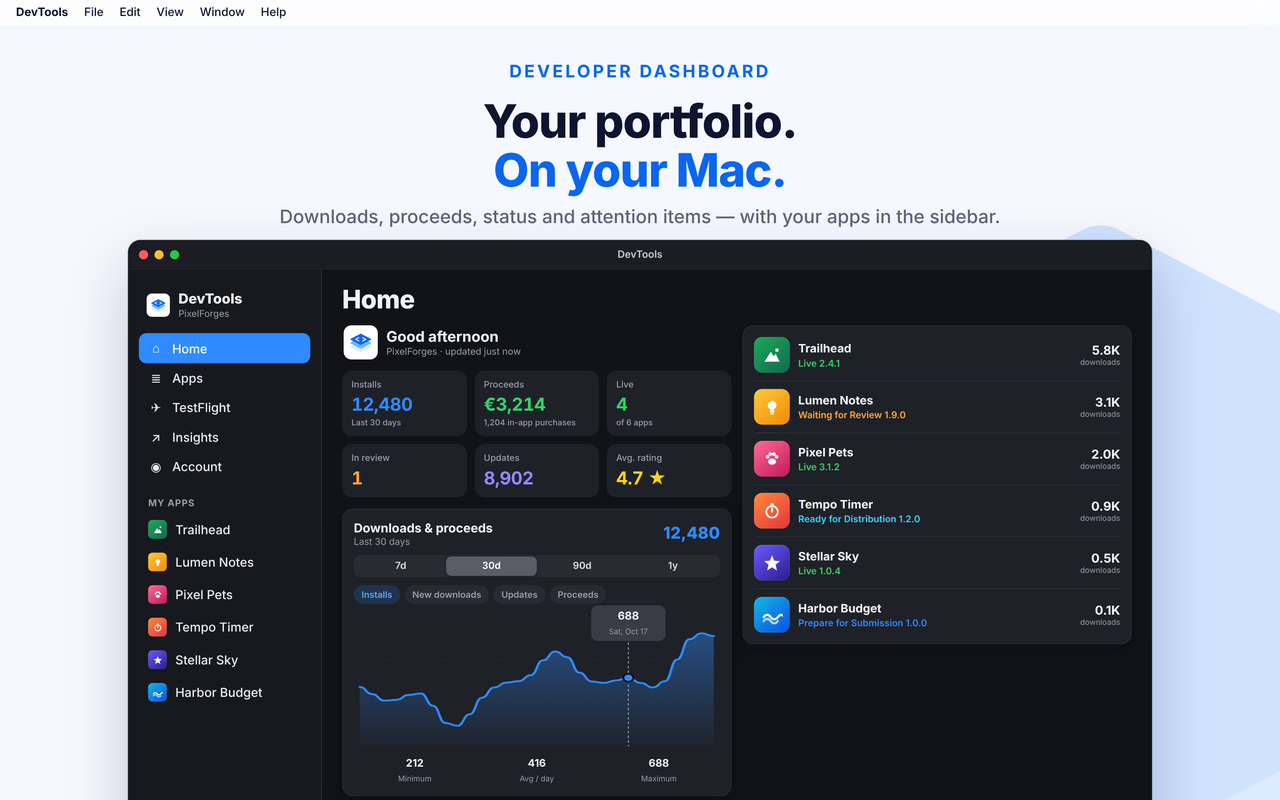 DevTools File Edit View Window Help
DEVELOPER DASHBOARD
Your portfolio.
On your Mac.
Downloads, proceeds, status and attention items — with your apps in the sidebar.
DevTools
DevTools
PixelForges
Home
Apps
TestFlight
Insights
Account
MY APPS
Trailhead
Lumen Notes
Pixel Pets
Tempo Timer
Stellar Sky
Harbor Budget
Home
Good afternoon
PixelForges · updated just now
Installs
12,480
Last 30 days
Proceeds
€3,214
1,204 in-app purchases
Live
4
of 6 apps
In review
1
Updates
8,902
Avg. rating
4.7 ★
Downloads & proceeds
Last 30 days
12,480
7d 30d 90d 1y
Installs New downloads Updates Proceeds
688
Sat, Oct 17
212 416 688
Minimum Avg / day Maximum
Trailhead
Live 2.4.1
5.8K
downloads
Lumen Notes
Waiting for Review 1.9.0
3.1K
downloads
Pixel Pets
Live 3.1.2
2.0K
downloads
Tempo Timer
Ready for Distribution 1.2.0
0.9K
downloads
Stellar Sky
Live 1.0.4
0.5K
downloads
Harbor Budget
Prepare for Submission 1.0.0
0.1K
downloads